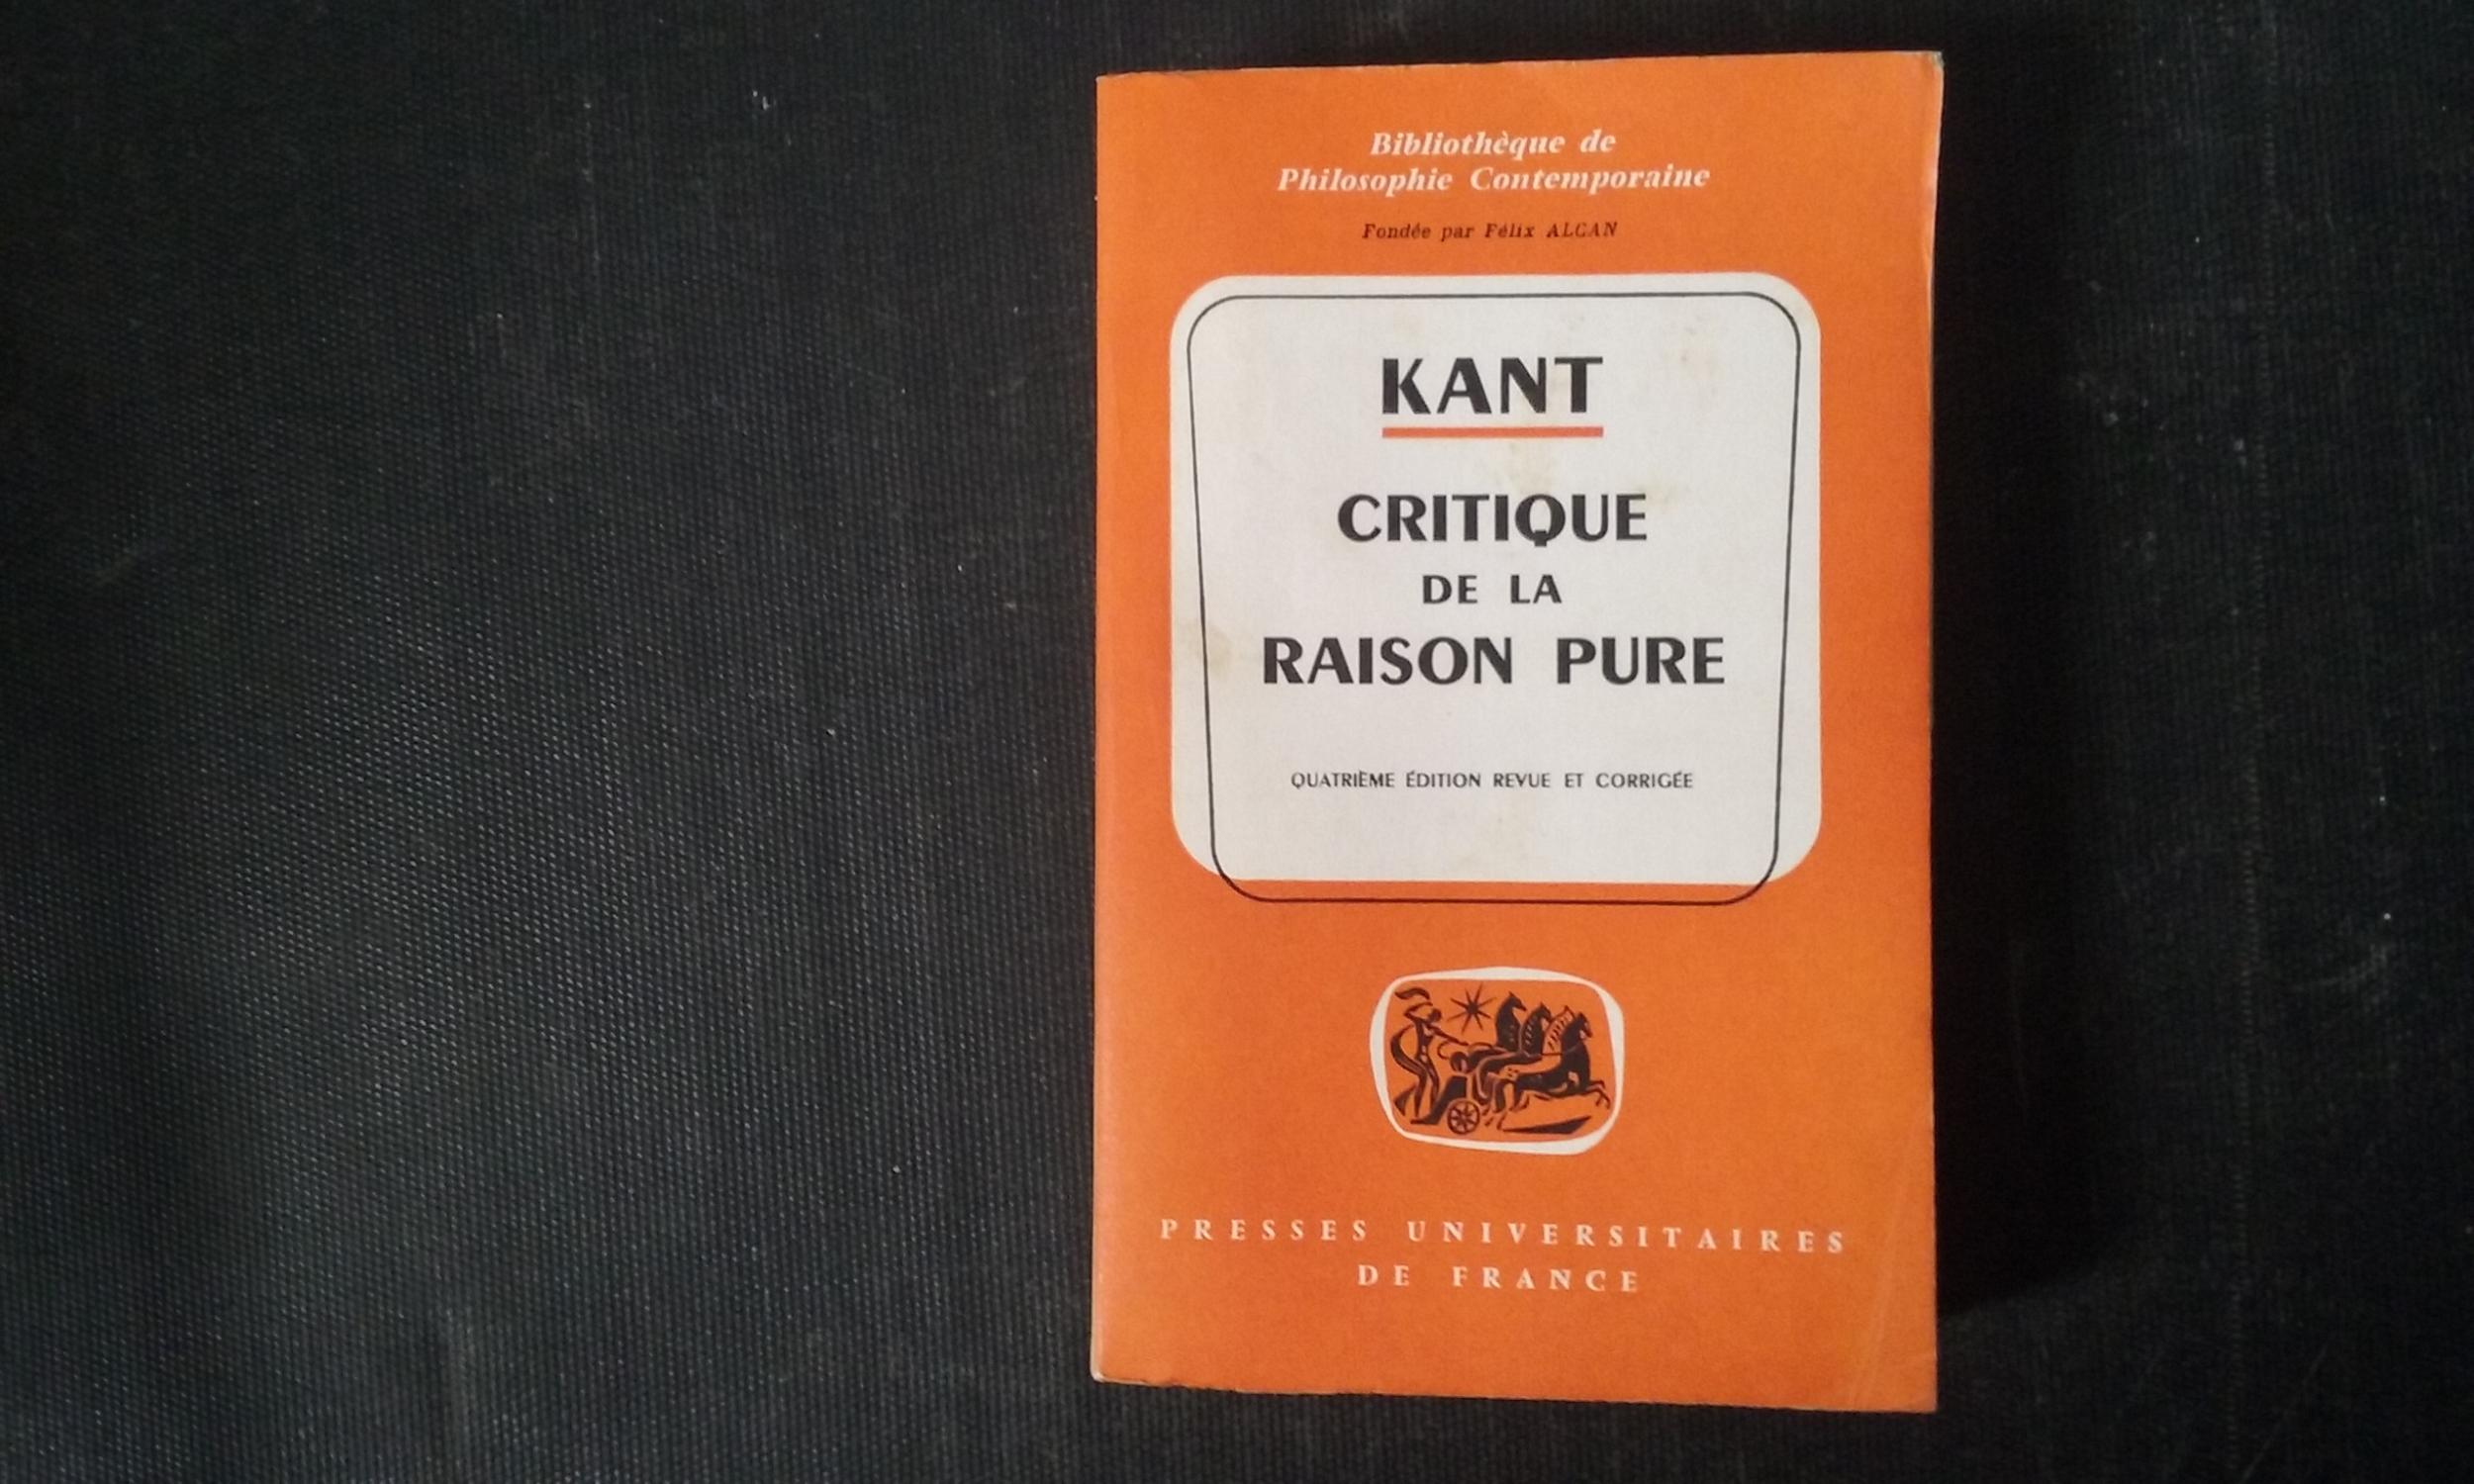 Bibliothèque de
Philosophie Contemporaine
Fondée par Félix ALCAN
KANT
CRITIQUE
DE LA
RAISON PURE
QUATRIÈME ÉDITION REVUE ET CORRIGÉE
PRESSES UNIVERSITAIRES
DE FRANCE